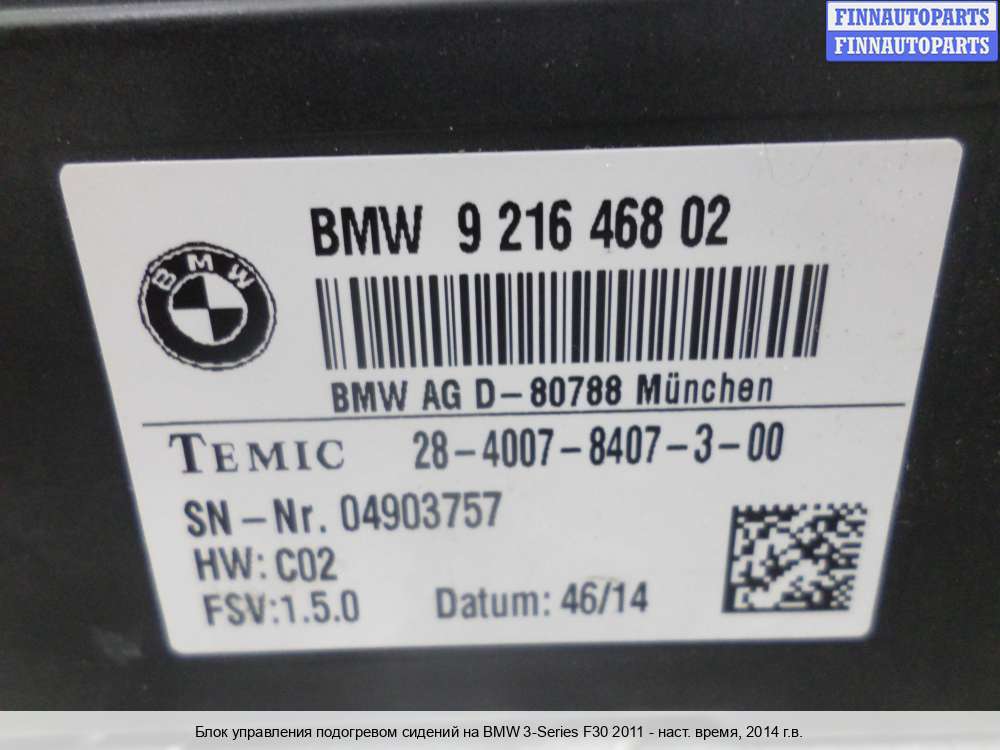 FINNAUTOPARTS
FINNAUTOPARTS
BMW 9 216 468 02
BMW
BMW AG D-80788 München
TEMIC 28-4007-8407-3-00
SN-Nr. 04903757
HW: C02
FSV:1.5.0 Datum: 46/14
Блок управления подогревом сидений на BMW 3-Series F30 2011 - наст. время, 2014 г.в.